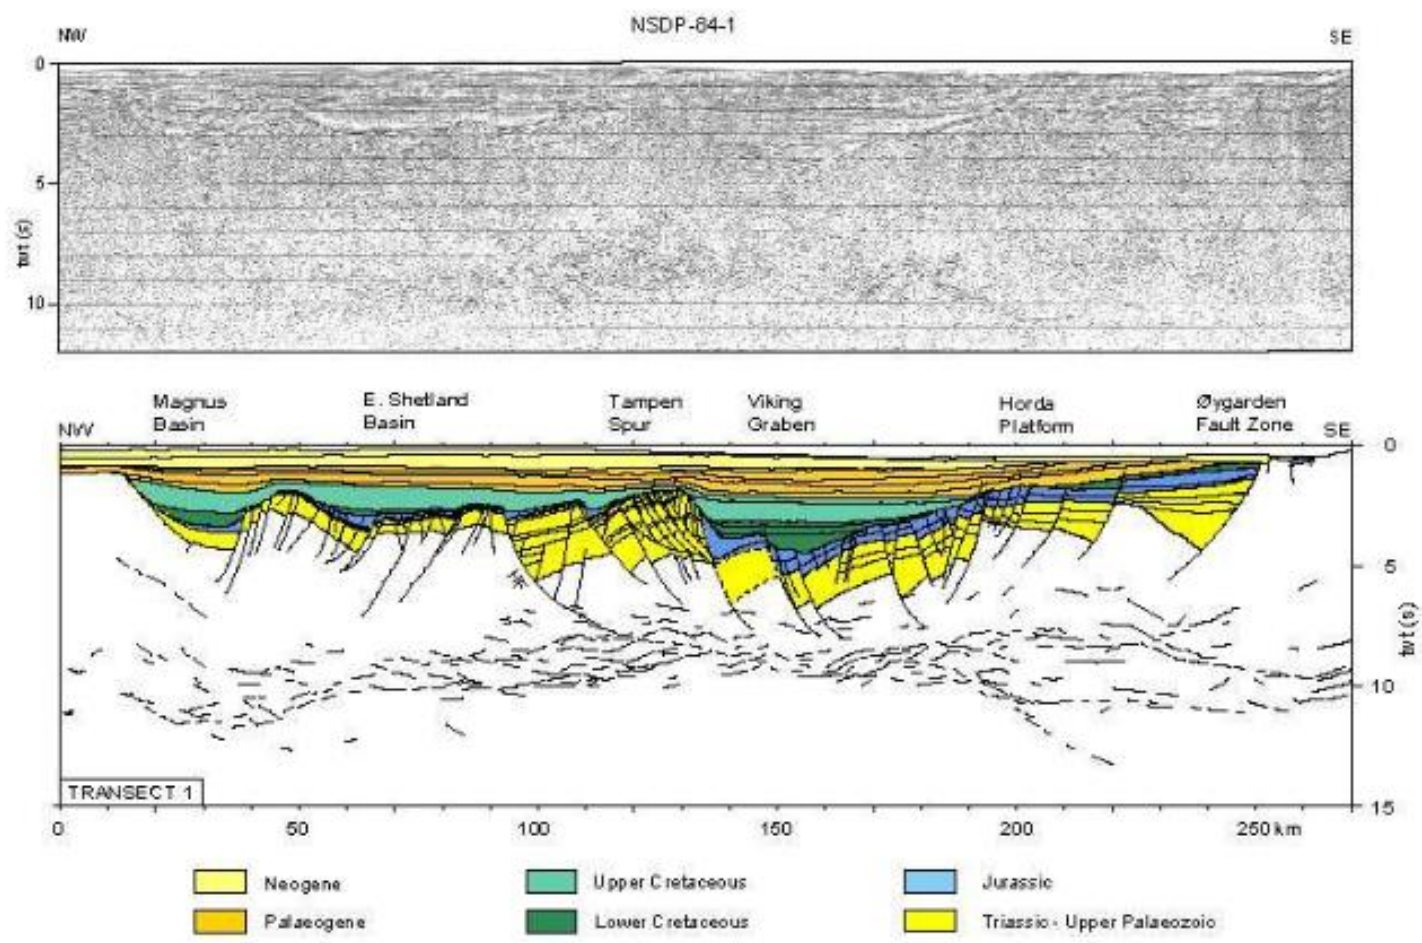 NSDP-84-1
NW
SE
0
5
twt (s)
10
Magnus
Basin
E. Shetland
Basin
Tampen
Spur
Viking
Graben
Horda
Platform
Øygarden
Fault Zone
NW
SE
0
5
twt (s)
10
15
HF
TRANSECT 1
0
50
100
150
200
250 km
Neogene
Upper Cretaceous
Jurassic
Palaeogene
Lower Cretaceous
Triassic - Upper Palaeozoic